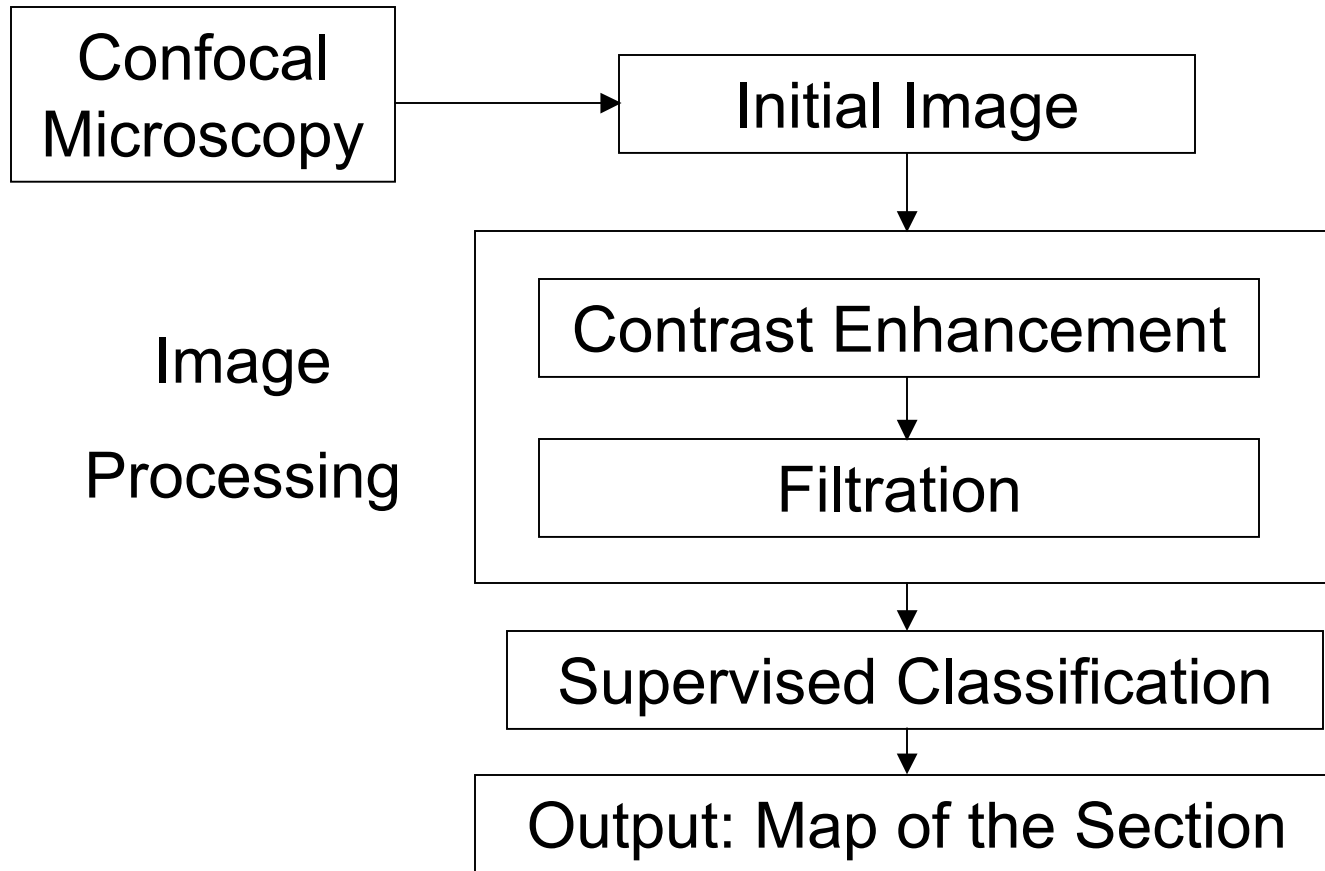 Confocal
Microscopy
Initial Image
Contrast Enhancement
Image
Processing
Filtration
Supervised Classification
Output: Map of the Section